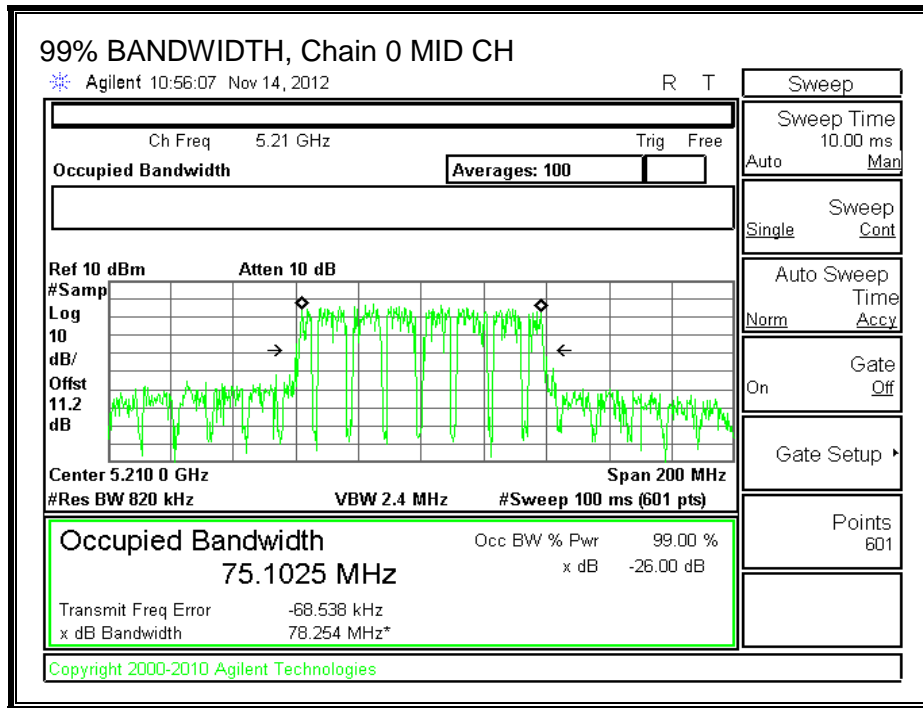 99% BANDWIDTH, Chain 0 MID CH
Agilent 10:56:07 Nov 14, 2012 R T
Ch Freq 5.21 GHz Trig Free
Occupied Bandwidth Averages: 100
Ref 10 dBm Atten 10 dB
#Samp
Log
10
dB/
Offst
11.2
dB
Center 5.210 0 GHz Span 200 MHz
#Res BW 820 kHz VBW 2.4 MHz #Sweep 100 ms (601 pts)
Occupied Bandwidth Occ BW % Pwr 99.00 %
75.1025 MHz x dB -26.00 dB
Transmit Freq Error -68.538 kHz
x dB Bandwidth 78.254 MHz*
Copyright 2000-2010 Agilent Technologies
Sweep
Sweep Time
10.00 ms
Auto Man
Sweep
Single Cont
Auto Sweep
Time
Norm Accy
Gate
On Off
Gate Setup
Points
601